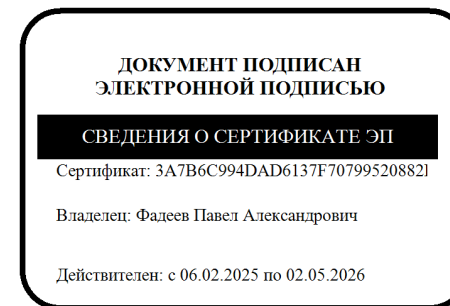 ДОКУМЕНТ ПОДПИСАН
ЭЛЕКТРОННОЙ ПОДПИСЬЮ
СВЕДЕНИЯ О СЕРТИФИКАТЕ ЭП
Сертификат: 3A7B6C994DAD6137F70799520882
Владелец: Фадеев Павел Александрович
Действителен: с 06.02.2025 по 02.05.2026